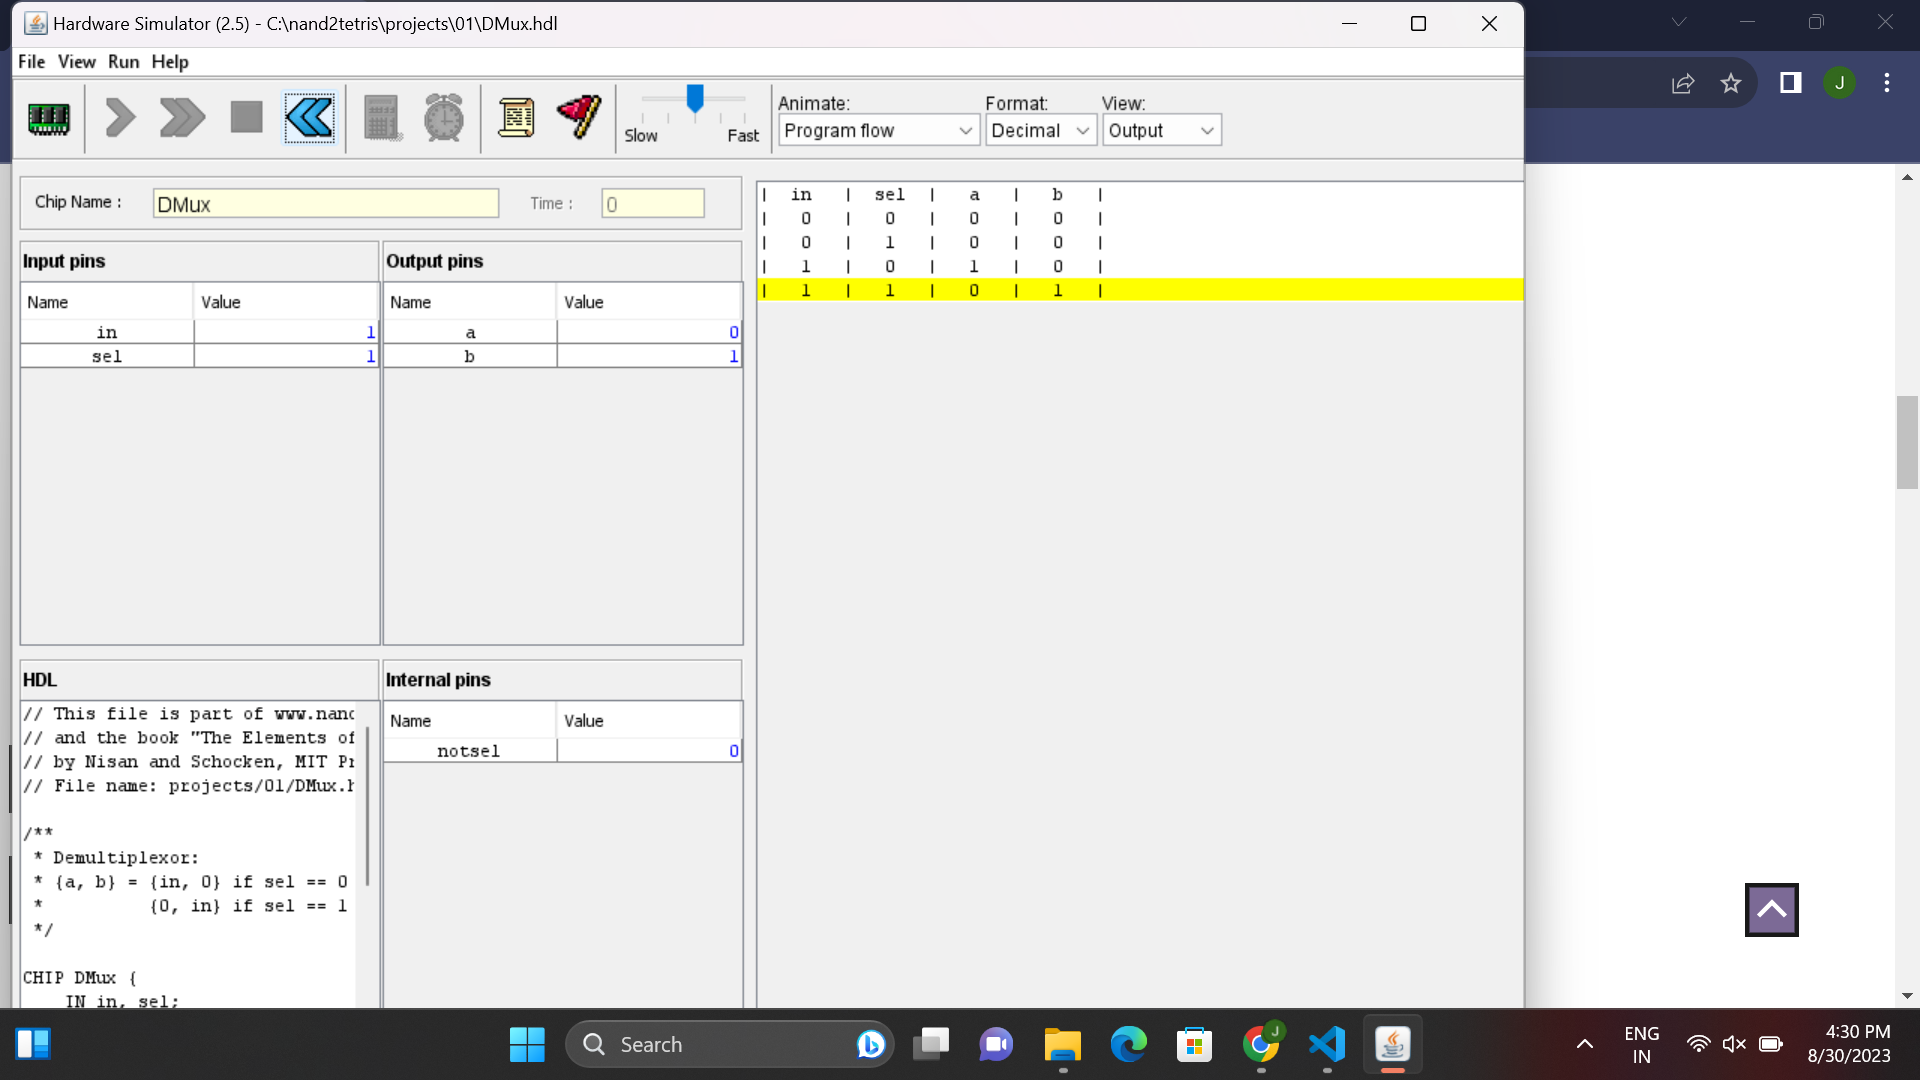 Hardware Simulator (2.5) - C:\nand2tetris\projects\01\DMux.hdl
File View Run Help
Slow Fast
Animate: Format: View:
Program flow Decimal Output
J
Chip Name : DMux Time : 0
Input pins
Name Value
in 1
sel 1
Output pins
Name Value
a 0
b 1
| in | sel | a | b |
| 0 | 0 | 0 | 0 |
| 0 | 1 | 0 | 0 |
| 1 | 0 | 1 | 0 |
| 1 | 1 | 0 | 1 |
HDL
// This file is part of www.nand
// and the book "The Elements of
// by Nisan and Schocken, MIT Pr
// File name: projects/01/DMux.h
/**
* Demultiplexor:
* {a, b} = {in, 0} if sel == 0
* {0, in} if sel == 1
*/
CHIP DMux {
IN in, sel;
Internal pins
Name Value
notsel 0
Search
J
ENG
IN
4:30 PM
8/30/2023